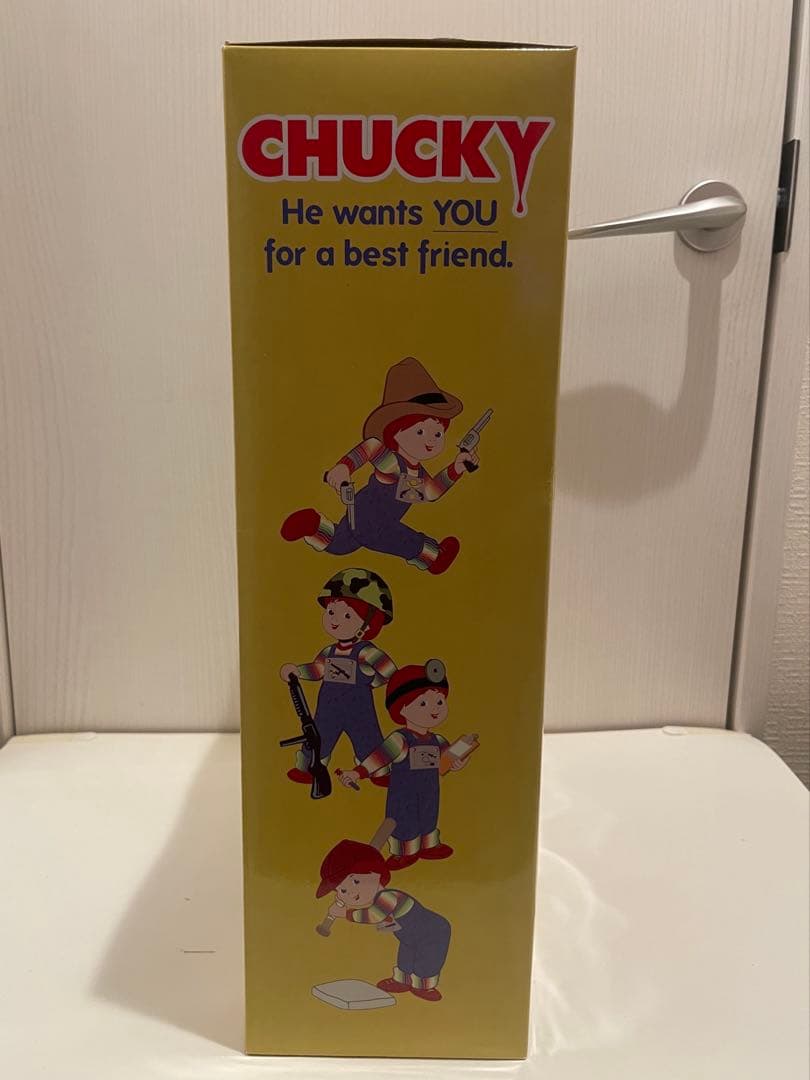 CHUCKY
He wants YOU
for a best friend.